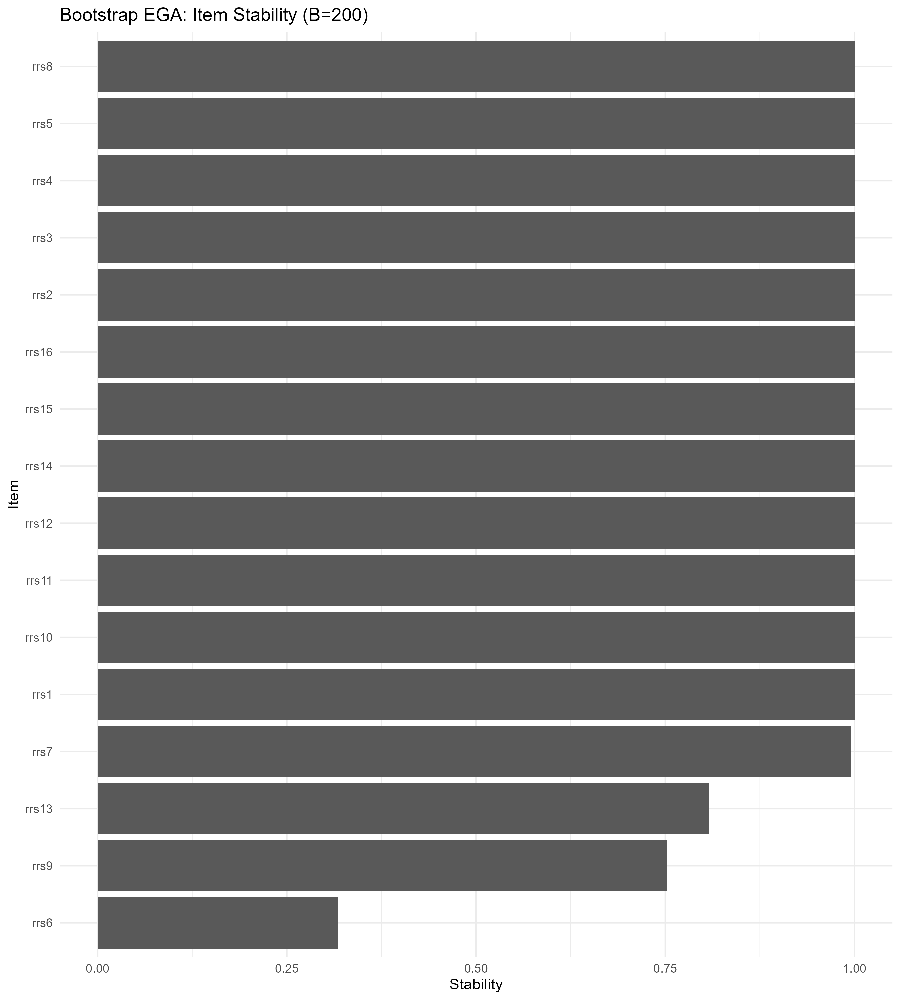 Bootstrap EGA: Item Stability (B=200)
rrs8
rrs5
rrs4
rrs3
rrs2
rrs16
rrs15
rrs14
rrs12
rrs11
rrs10
rrs1
rrs7
rrs13
rrs9
rrs6
Item
0.00 0.25 0.50 0.75 1.00
Stability